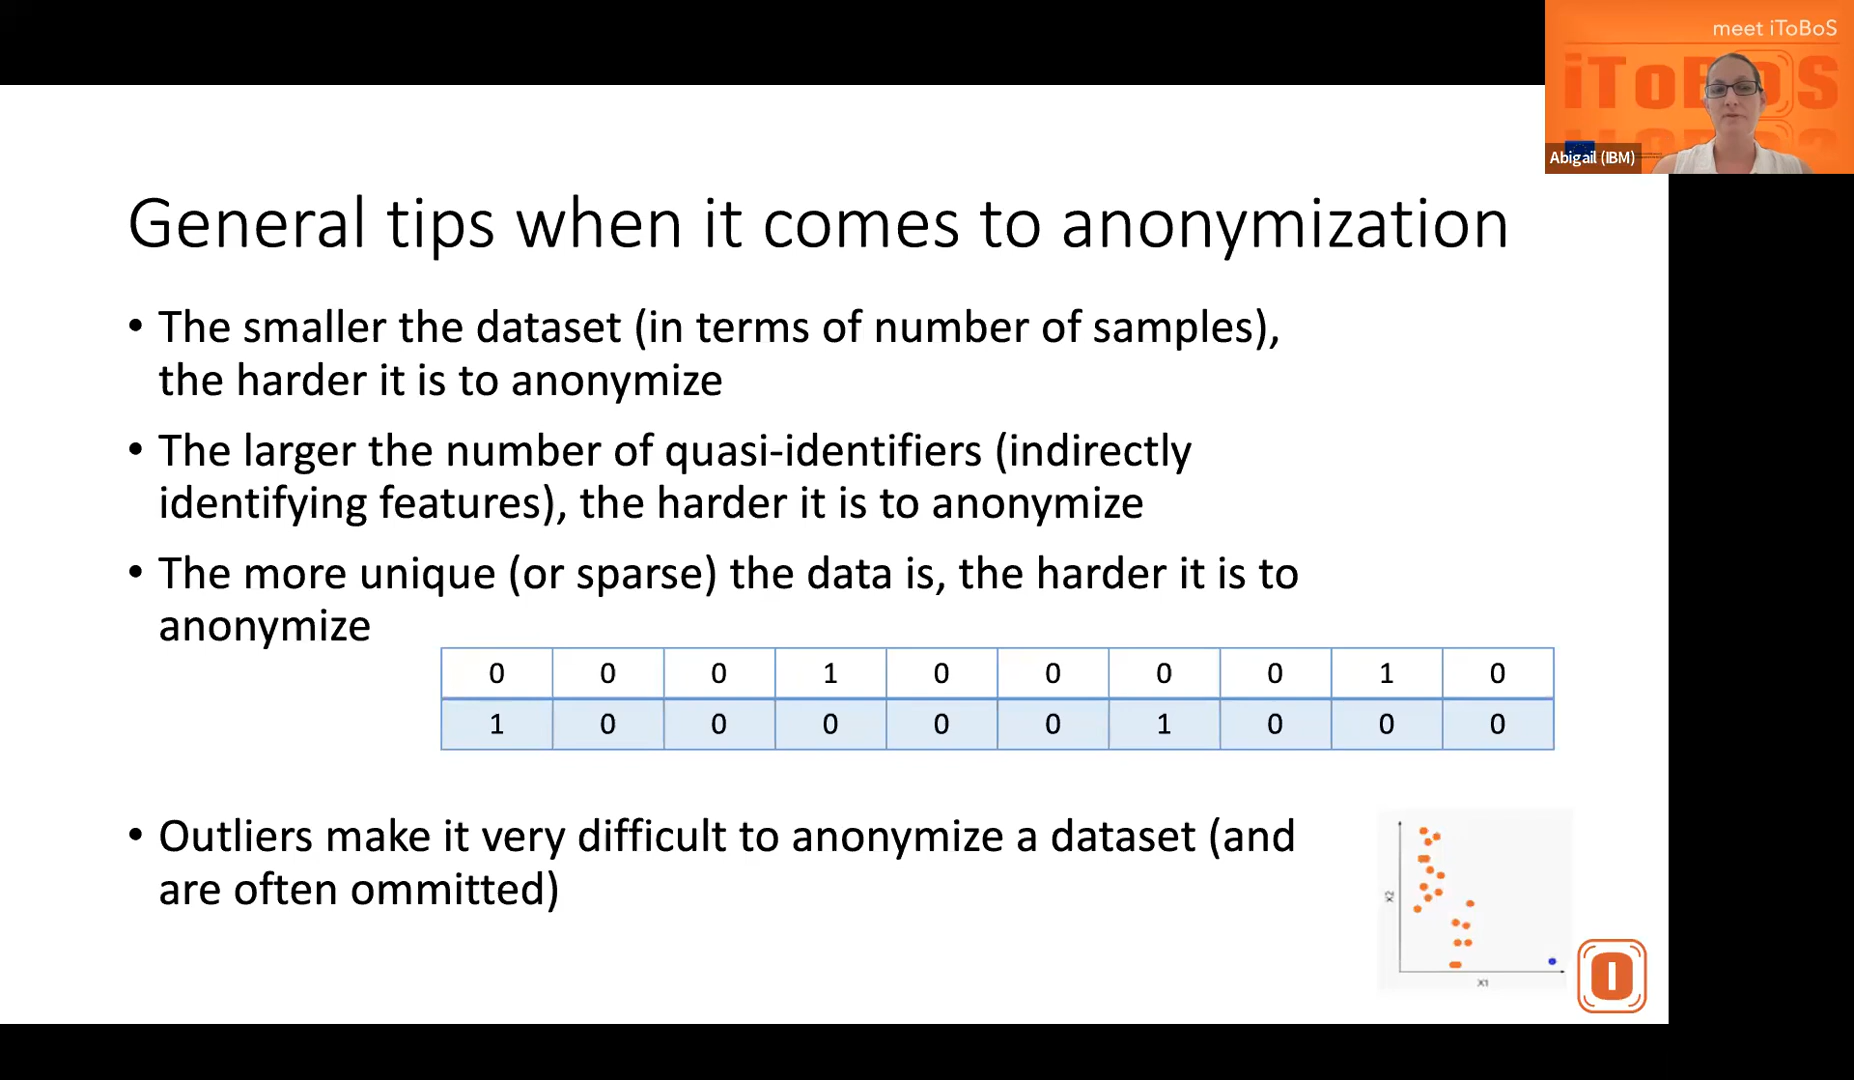 meet iToBoS
iToBoS
Abigail (IBM)
General tips when it comes to anonymization
• The smaller the dataset (in terms of number of samples),
the harder it is to anonymize
• The larger the number of quasi-identifiers (indirectly
identifying features), the harder it is to anonymize
• The more unique (or sparse) the data is, the harder it is to
anonymize
0 0 0 1 0 0 0 0 1 0
1 0 0 0 0 0 1 0 0 0
• Outliers make it very difficult to anonymize a dataset (and
are often ommitted)
X2
X1